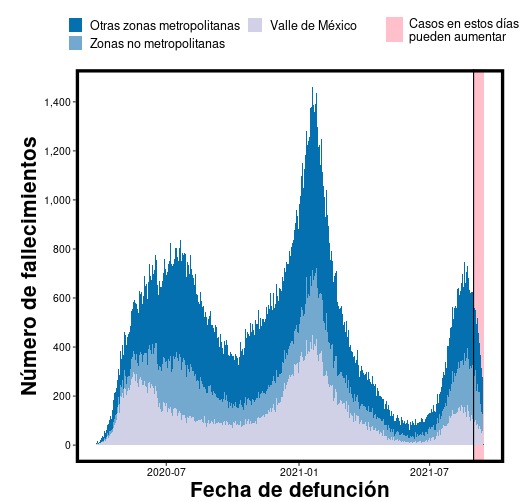 Otras zonas metropolitanas
Valle de México
Casos en estos días
pueden aumentar
Zonas no metropolitanas
Número de fallecimientos
1,400
1,200
1,000
800
600
400
200
0
2020-07
2021-01
2021-07
Fecha de defunción